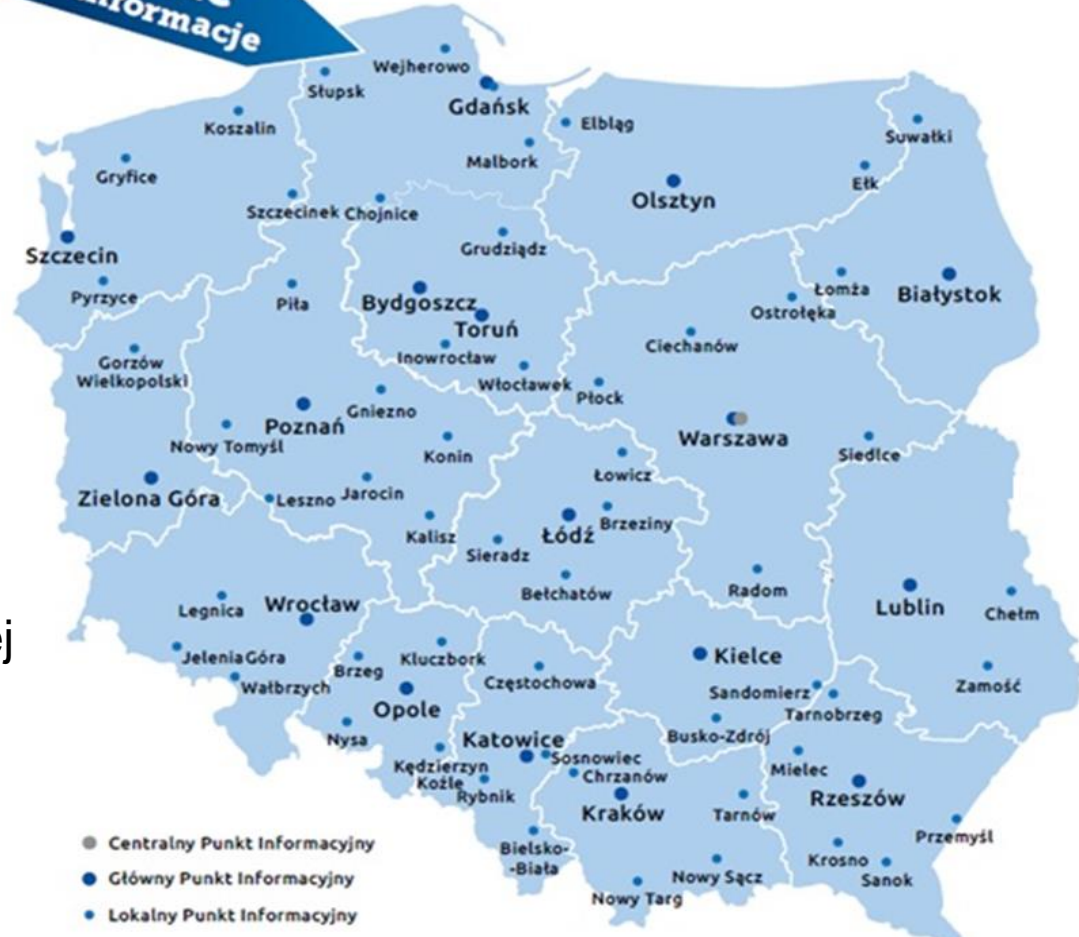 informacje
Wejherowo
Słupsk
Gdańsk
Koszalin
Elbląg
Suwałki
Malbork
Gryfice
Ełk
Olsztyn
Szczecinek
Chojnice
Grudziądz
Szczecin
Pyrzyce
Piła
Bydgoszcz
Toruń
Łomża
Białystok
Ostrołęka
Ciechanów
Inowrocław
Gorzów
Wielkopolski
Włocławek
Płock
Gniezno
Poznań
Nowy Tomyśl
Warszawa
Konin
Siedlce
Łowicz
Zielona Góra
Leszno
Jarocin
Kalisz
Łódź
Brzeziny
Sieradz
Bełchatów
Radom
Legnica
Wrocław
Lublin
Chełm
ej
JeleniaGóra
Brzeg
Kluczbork
Kielce
Wałbrzych
Częstochowa
Sandomierz
Zamość
Opole
Tarnobrzeg
Nysa
Katowice
Busko-Zdrój
Sosnowiec
Kędzierzyn
Koźle
Chrzanów
Mielec
Rybnik
Kraków
Tarnów
Rzeszów
Przemyśl
Centralny Punkt Informacyjny
Bielsko-
-Biała
Krosno
Nowy Sącz
Sanok
Główny Punkt Informacyjny
Nowy Targ
Lokalny Punkt Informacyjny